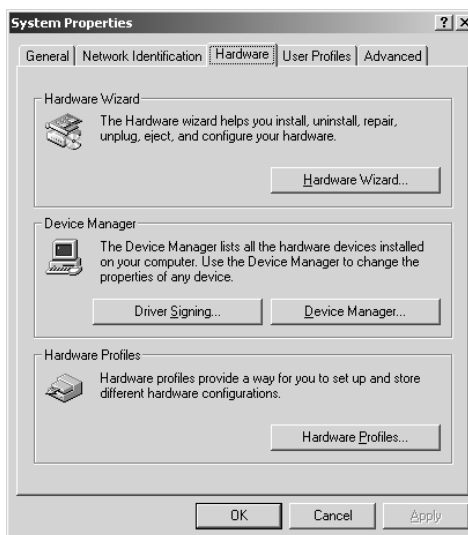 System Properties
? X
General
Network Identification
Hardware
User Profiles
Advanced
Hardware Wizard
The Hardware wizard helps you install, uninstall, repair,
unplug, eject, and configure your hardware.
Hardware Wizard...
Device Manager
The Device Manager lists all the hardware devices installed
on your computer. Use the Device Manager to change the
properties of any device.
Driver Signing...
Device Manager...
Hardware Profiles
Hardware profiles provide a way for you to set up and store
different hardware configurations.
Hardware Profiles...
OK
Cancel
Apply